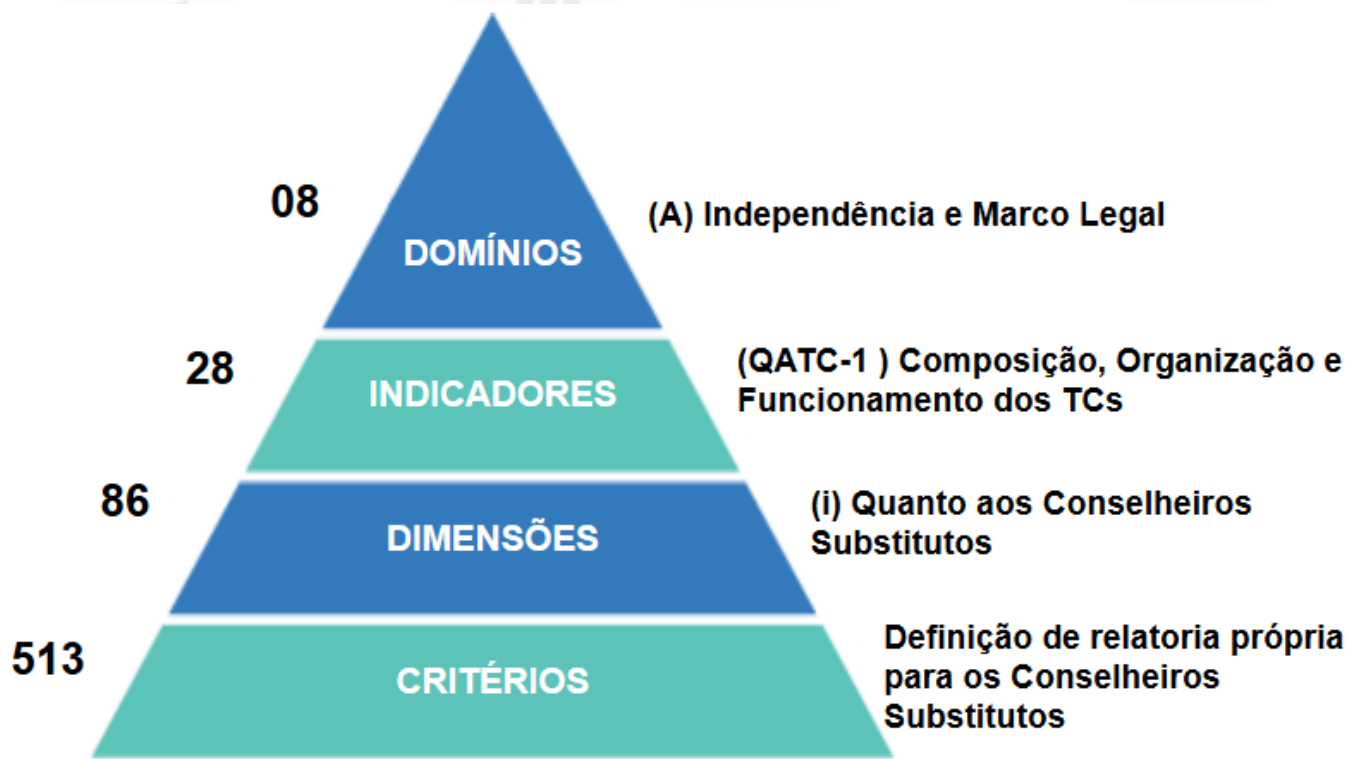 08
(A) Independência e Marco Legal
DOMÍNIOS
28
(QATC-1 ) Composição, Organização e
Funcionamento dos TCs
INDICADORES
86
(i) Quanto aos Conselheiros
Substitutos
DIMENSÕES
513
Definição de relatoria própria
para os Conselheiros
Substitutos
CRITÉRIOS